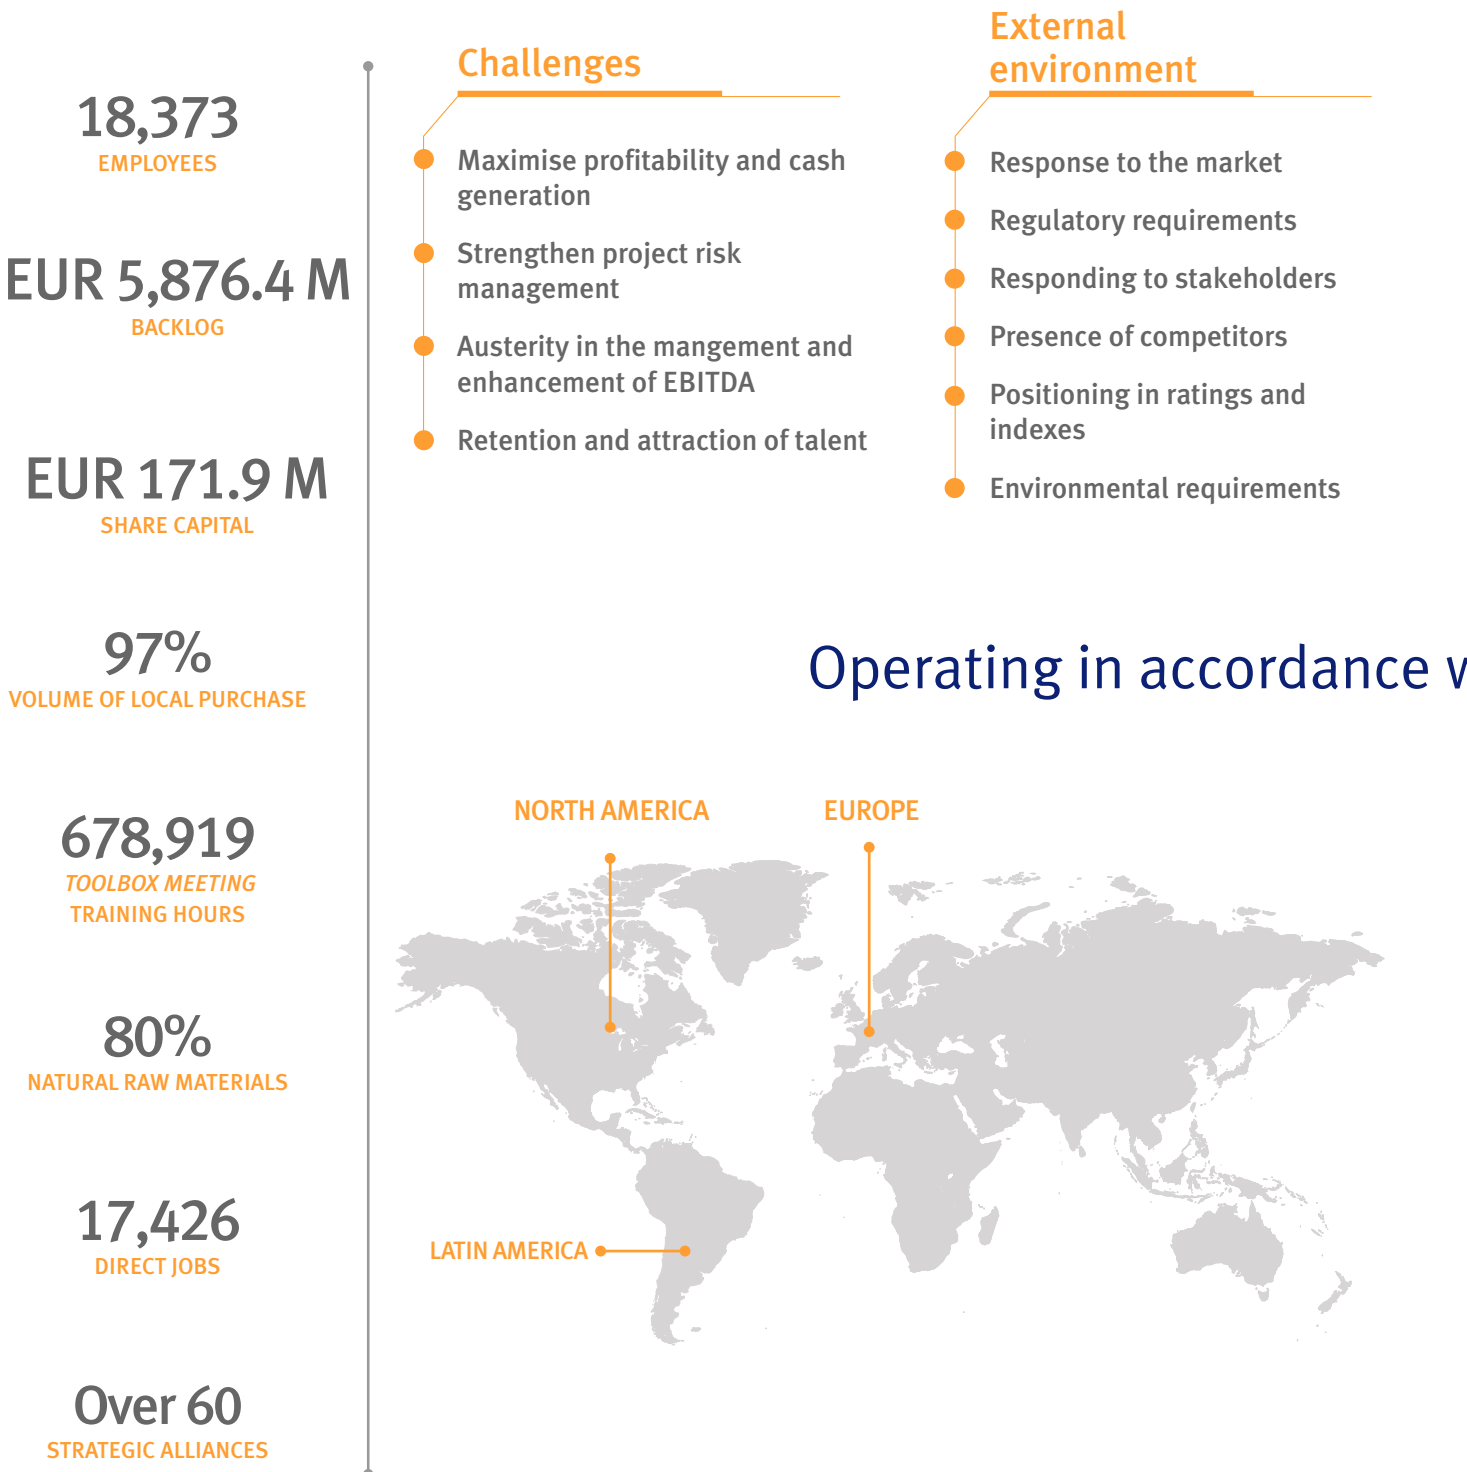 18,373
EMPLOYEES
EUR 5,876.4 M
BACKLOG
EUR 171.9 M
SHARE CAPITAL
97%
VOLUME OF LOCAL PURCHASE
678,919
TOOLBOX MEETING
TRAINING HOURS
80%
NATURAL RAW MATERIALS
17,426
DIRECT JOBS
Over 60
STRATEGIC ALLIANCES
Challenges
Maximise profitability and cash
generation
Strengthen project risk
management
Austerity in the mangement and
enhancement of EBITDA
Retention and attraction of talent
External
environment
Response to the market
Regulatory requirements
Responding to stakeholders
Presence of competitors
Positioning in ratings and
indexes
Environmental requirements
Operating in accordance
NORTH AMERICA
EUROPE
LATIN AMERICA